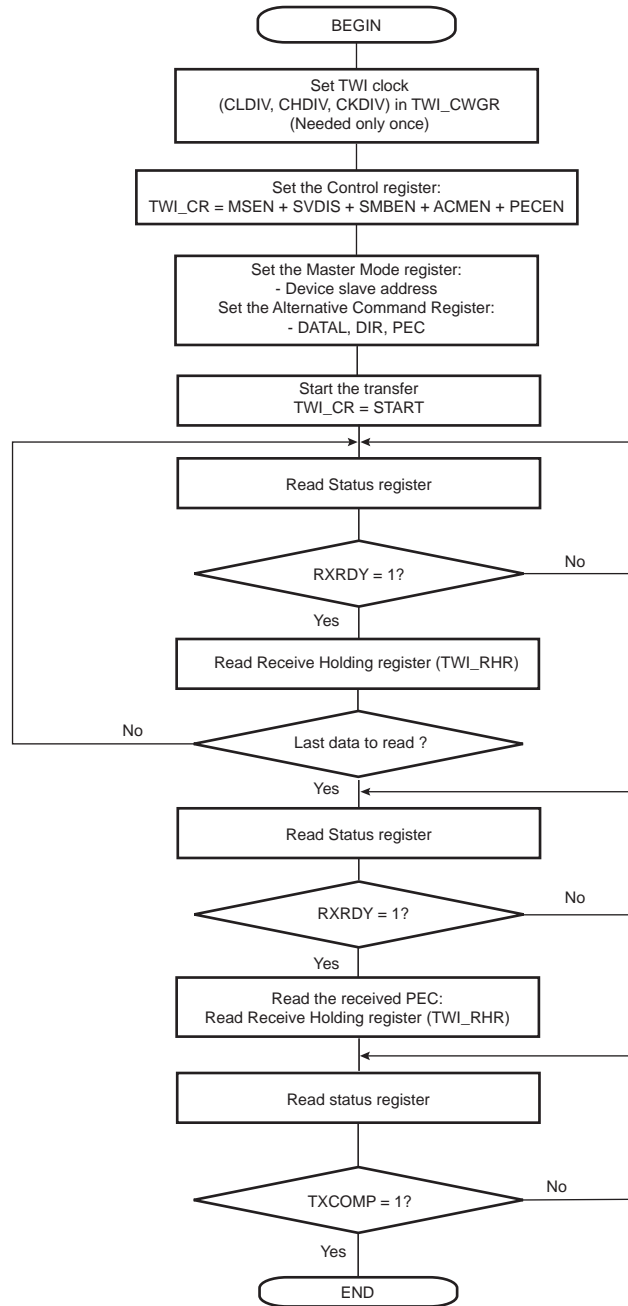 BEGIN
Set TWI clock
(CLDIV, CHDIV, CKDIV) in TWI_CWGR
(Needed only once)
Set the Control register:
TWI_CR = MSEN + SVDIS + SMBEN + ACMEN + PECEN
Set the Master Mode register:
- Device slave address
Set the Alternative Command Register:
- DATAL, DIR, PEC
Start the transfer
TWI_CR = START
Read Status register
RXRDY = 1?
No
Yes
Read Receive Holding register (TWI_RHR)
No
Last data to read ?
Yes
Read Status register
RXRDY = 1?
No
Yes
Read the received PEC:
Read Receive Holding register (TWI_RHR)
Read status register
TXCOMP = 1?
No
Yes
END